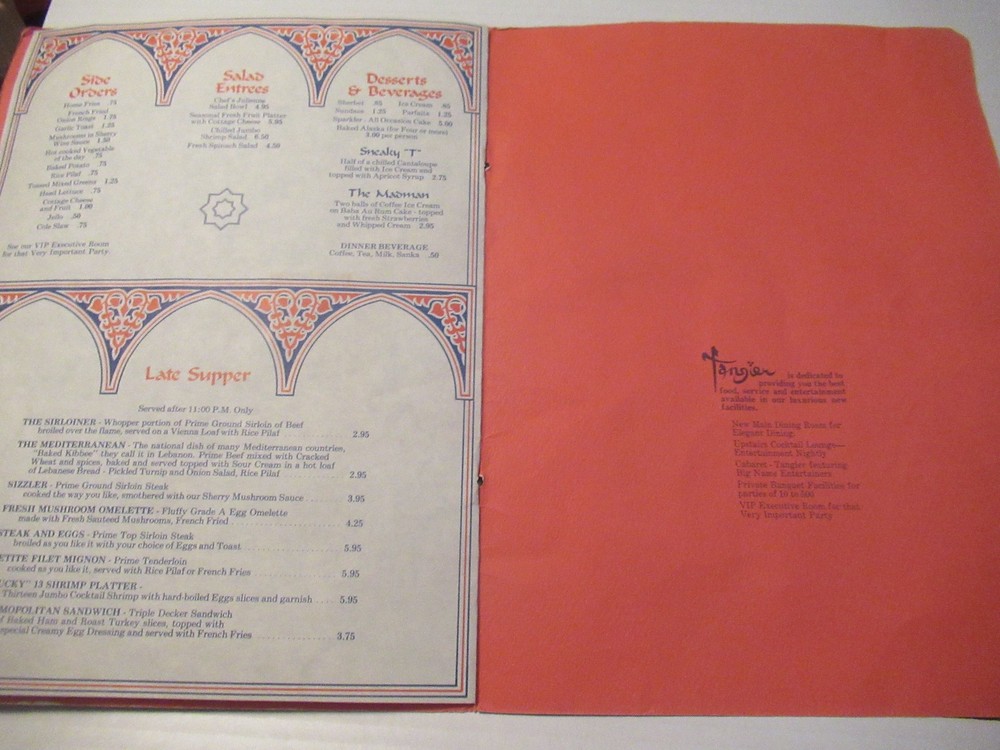 Side
Orders
Home Fries .75
French Fried
Onion Rings 1.75
Garlic Toast 1.25
Mushrooms in Sherry
Wine Sauce 1.50
Hot cooked Vegetable
of the day .75
Baked Potato .75
Rice Pilaf .75
Tossed Mixed Greens 1.25
Head Lettuce .75
Cottage Cheese
and Fruit 1.00
Jello .50
Cole Slaw .75
See our VIP Executive Room
for that Very Important Party
Salad
Entrees
Chef's Julienne
Salad Bowl 4.95
Seasonal Fresh Fruit Platter
with Cottage Cheese 5.95
Chilled Jumbo
Shrimp Salad 6.50
Fresh Spinach Salad 4.50
Desserts
& Beverages
Sherbet .85 Ice Cream .85
Sundaes 1.25 Parfaits 1.25
Sparkler - All Occasion Cake 5.00
Baked Alaska (for Four or more)
2.00 per person
Sneaky "T"
Half of a chilled Cantaloupe
filled with Ice Cream and
topped with Apricot Syrup 2.75
The Madman
Two balls of Coffee Ice Cream
on Baba Au Rum Cake - topped
with fresh Strawberries
and Whipped Cream 2.95
DINNER BEVERAGE
Coffee, Tea, Milk, Sanka .50
Late Supper
Served after 11:00 P.M. Only
THE SIRLOINER - Whopper portion of Prime Ground Sirloin of Beef
broiled over the flame, served on a Vienna Loaf with Rice Pilaf 2.95
THE MEDITERRANEAN - The national dish of many Mediterranean countries,
"Baked Kibbee" they call it in Lebanon. Prime Beef mixed with Cracked
Wheat and spices, baked and served topped with Sour Cream in a hot loaf
of Lebanese Bread - Pickled Turnip and Onion Salad, Rice Pilaf 2.95
SIZZLER - Prime Ground Sirloin Steak
cooked the way you like, smothered with our Sherry Mushroom Sauce 3.95
FRESH MUSHROOM OMELETTE - Fluffy Grade A Egg Omelette
made with Fresh Sauteed Mushrooms, French Fried 4.25
STEAK AND EGGS - Prime Top Sirloin Steak
broiled as you like it with your choice of Eggs and Toast 5.95
ETITE FILET MIGNON - Prime Tenderloin
cooked as you like it, served with Rice Pilaf or French Fries 5.95
UCKY" 13 SHRIMP PLATTER -
Thirteen Jumbo Cocktail Shrimp with hard-boiled Eggs slices and garnish 5.95
MOPOLITAN SANDWICH - Triple Decker Sandwich
of Baked Ham and Roast Turkey slices, topped with
special Creamy Egg Dressing and served with French Fries 3.75
Tangier is dedicated to
providing you the best
food, service and entertainment
available in our luxurious new
facilities.
New Main Dining Room for
Elegant Dining.
Upstairs Cocktail Lounge—
Entertainment Nightly
Cabaret - Tangier featuring
Big Name Entertainers
Private Banquet Facilities for
parties of 10 to 500
VIP Executive Room for that
Very Important Party